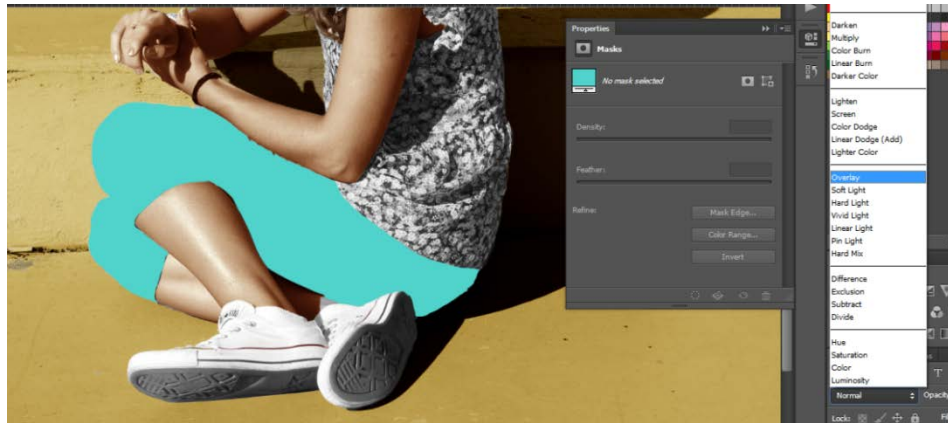 Properties
Masks
No mask selected
Density:
Feather:
Refine:
Mask Edge...
Color Range...
Invert
Darken
Multiply
Color Burn
Linear Burn
Darker Color
Lighten
Screen
Color Dodge
Linear Dodge (Add)
Lighter Color
Overlay
Soft Light
Hard Light
Vivid Light
Linear Light
Pin Light
Hard Mix
Difference
Exclusion
Subtract
Divide
Hue
Saturation
Color
Luminosity
T
Normal
Opacity
Lock: